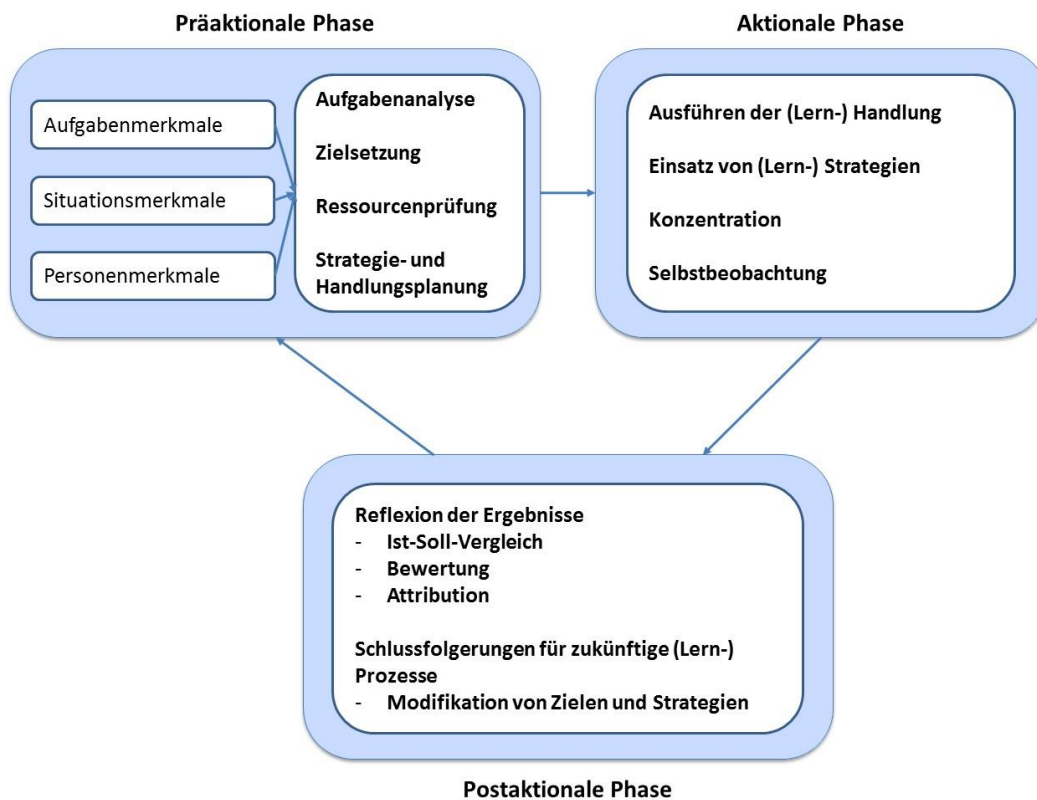 Präaktionale Phase
Aufgabenmerkmale
Situationsmerkmale
Personenmerkmale
Aufgabenanalyse
Zielsetzung
Ressourcenprüfung
Strategie- und
Handlungsplanung
Aktionale Phase
Ausführen der (Lern-) Handlung
Einsatz von (Lern-) Strategien
Konzentration
Selbstbeobachtung
Reflexion der Ergebnisse
- Ist-Soll-Vergleich
- Bewertung
- Attribution
Schlussfolgerungen für zukünftige (Lern-)
Prozesse
- Modifikation von Zielen und Strategien
Postaktionale Phase